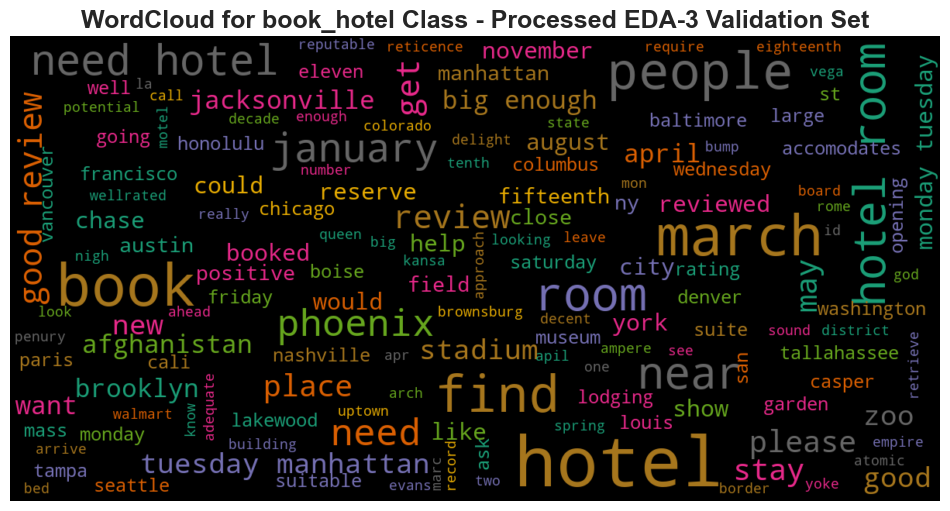 WordCloud for book_hotel Class - Processed EDA-3 Validation Set
need hotel
reputable
reticence
november
require
eighteenth
people
room
tuesday
well
la
call
eleven
get
manhattan
big enough
vega
st
potential
decade
enough
jacksonville
colorado
state
baltimore
large
good review
going
motel
honolulu
january
number
delight
august
april
bump
accomodates
vancouver
francisco
wellrated
could
reserve
tenth
columbus
wednesday
fifteenth
mon
ny
reviewed
board
rome
hotel
opening
monday
chase
really
chicago
review
close
leave
march
id
nigh
austin
booked
queen
big
help
looking
saturday
city
rating
may
god
book
positive
boise
kansa
field
approach
room
denver
washington
look
friday
ahead
would
brownsburg
decent
york
suite
sound
district
penury
new
phoenix
museum
ampere
see
afghanistan
nashville
apr
stadium
apil
one
near
san
tallahassee
retrieve
paris
cali
brooklyn
place
arch
find
lodging
casper
want
walmart
know
adequate
lakewood
uptown
need
like
spring
louis
show
garden
zoo
mass
monday
building
ask
please
empire
arrive
tampa
tuesday manhattan
marc
record
hotel
stay
atomic
good
bed
seattle
suitable
evans
two
border
yoke